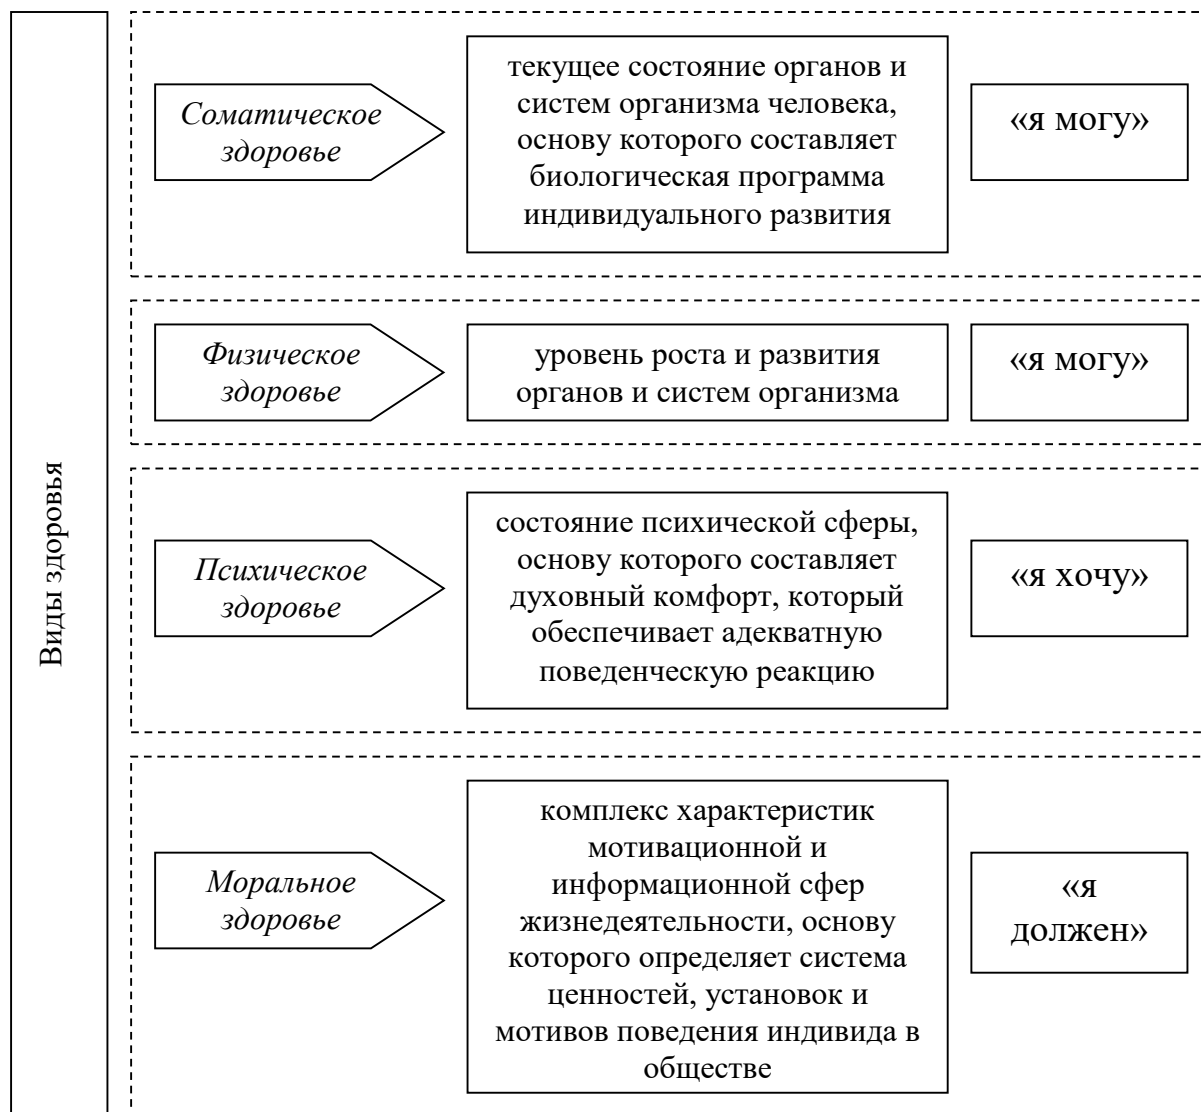 Виды здоровья
Соматическое
здоровье
текущее состояние органов и
систем организма человека,
основу которого составляет
биологическая программа
индивидуального развития
«я могу»
Физическое
здоровье
уровень роста и развития
органов и систем организма
«я могу»
Психическое
здоровье
состояние психической сферы,
основу которого составляет
духовный комфорт, который
обеспечивает адекватную
поведенческую реакцию
«я хочу»
Моральное
здоровье
комплекс характеристик
мотивационной и
информационной сфер
жизнедеятельности, основу
которого определяет система
ценностей, установок и
мотивов поведения индивида в
обществе
«я
должен»